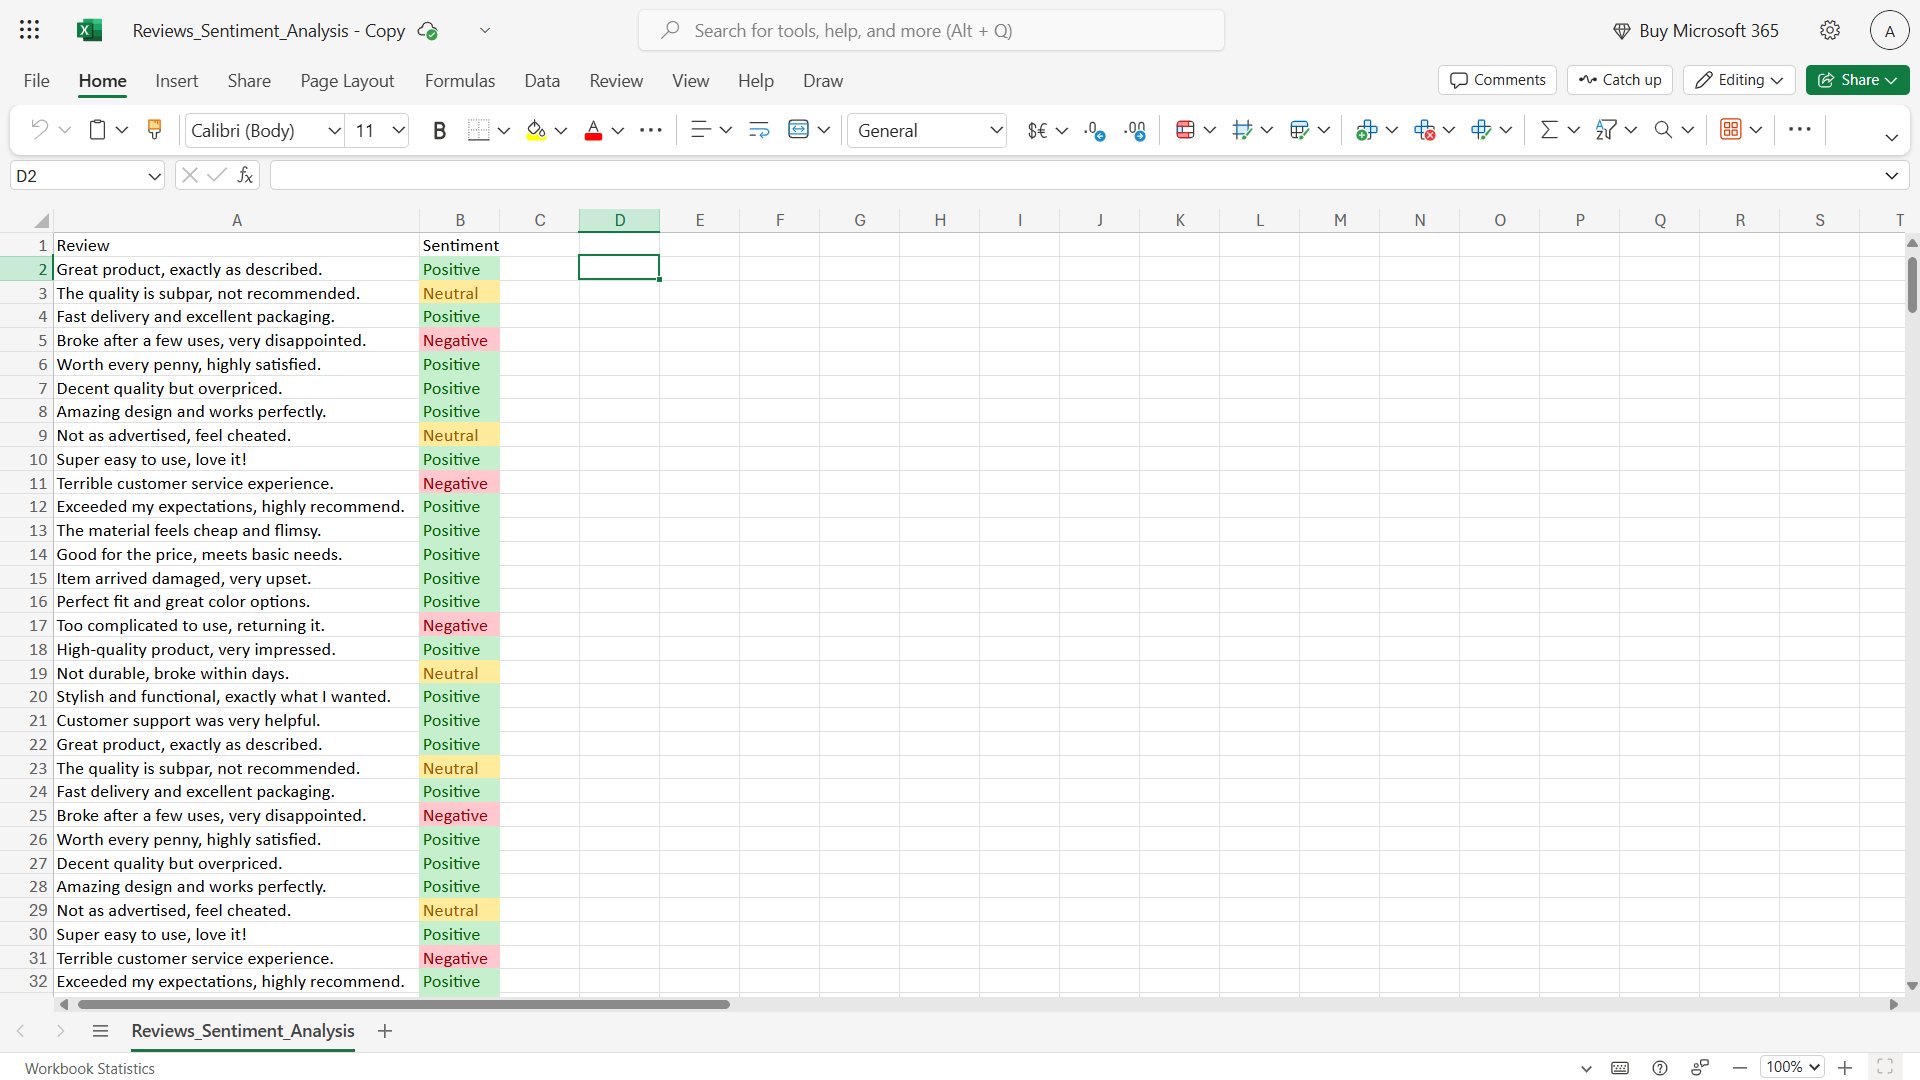 Reviews_Sentiment_Analysis - Copy
Search for tools, help, and more (Alt + Q)
Buy Microsoft 365
A
File Home Insert Share Page Layout Formulas Data Review View Help Draw
Comments Catch up Editing Share
Calibri (Body) 11 B A General $€ .0 .00
D2 fx
A B C D E F G H I J K L M N O P Q R S T
1 Review Sentiment
2 Great product, exactly as described. Positive
3 The quality is subpar, not recommended. Neutral
4 Fast delivery and excellent packaging. Positive
5 Broke after a few uses, very disappointed. Negative
6 Worth every penny, highly satisfied. Positive
7 Decent quality but overpriced. Positive
8 Amazing design and works perfectly. Positive
9 Not as advertised, feel cheated. Neutral
10 Super easy to use, love it! Positive
11 Terrible customer service experience. Negative
12 Exceeded my expectations, highly recommend. Positive
13 The material feels cheap and flimsy. Positive
14 Good for the price, meets basic needs. Positive
15 Item arrived damaged, very upset. Positive
16 Perfect fit and great color options. Positive
17 Too complicated to use, returning it. Negative
18 High-quality product, very impressed. Positive
19 Not durable, broke within days. Neutral
20 Stylish and functional, exactly what I wanted. Positive
21 Customer support was very helpful. Positive
22 Great product, exactly as described. Positive
23 The quality is subpar, not recommended. Neutral
24 Fast delivery and excellent packaging. Positive
25 Broke after a few uses, very disappointed. Negative
26 Worth every penny, highly satisfied. Positive
27 Decent quality but overpriced. Positive
28 Amazing design and works perfectly. Positive
29 Not as advertised, feel cheated. Neutral
30 Super easy to use, love it! Positive
31 Terrible customer service experience. Negative
32 Exceeded my expectations, highly recommend. Positive
Reviews_Sentiment_Analysis
Workbook Statistics
100%